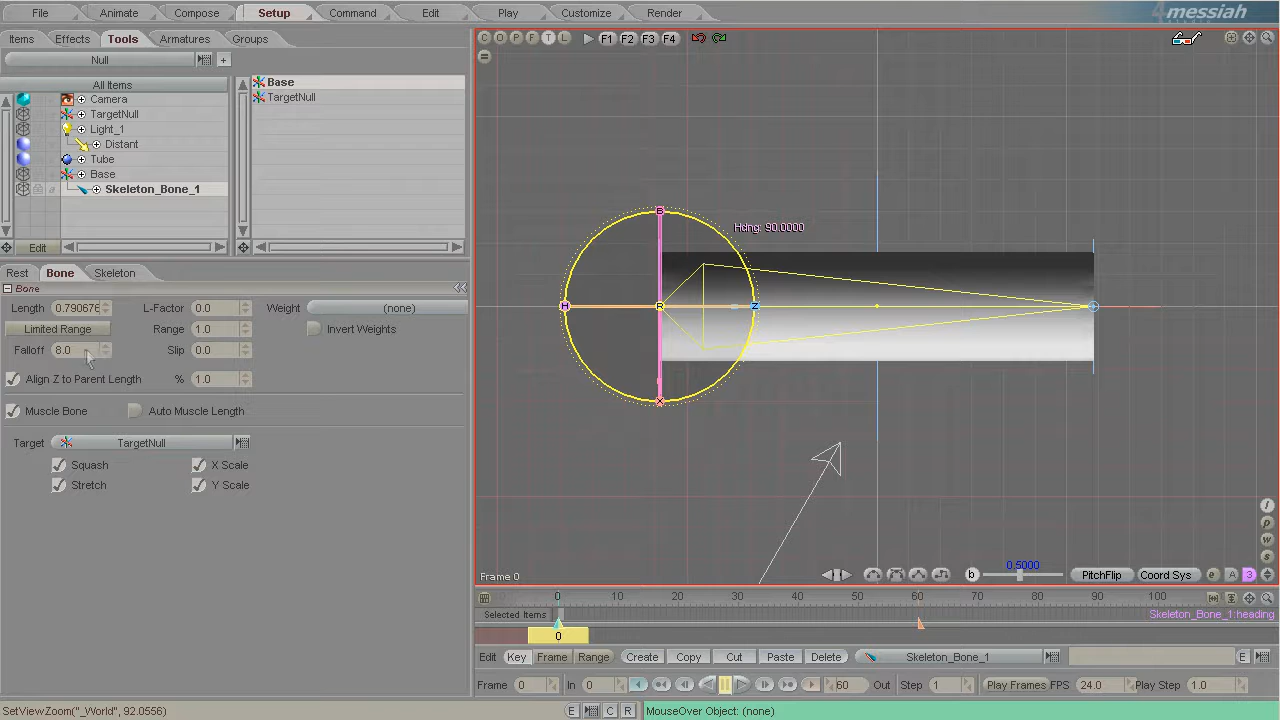 File Animate Compose Setup Command Edit Play Customize Render 4messiah
Items Effects Tools Armatures Groups C O P F T L F1 F2 F3 F4
Null +
All Items
Camera
TargetNull
Light_1
Distant
Tube
Base
Skeleton_Bone_1
Edit
Base
TargetNull
Rest Bone Skeleton
Bone
Length 0.790676 L-Factor 0.0 Weight (none)
Limited Range Range 1.0 Invert Weights
Falloff 8.0 Slip 0.0
Align Z to Parent Length % 1.0
Muscle Bone Auto Muscle Length
Target TargetNull
Squash X Scale
Stretch Y Scale
Hdng: 90.0000
H R Z
X
i
p
w
s
Frame 0 b 0.5000 PitchFlip Coord Sys e A 3
0 10 20 30 40 50 60 70 80 90 100
Selected Items Skeleton_Bone_1:heading
0
Edit Key Frame Range Create Copy Cut Paste Delete Skeleton_Bone_1 E
Frame 0 In 0 60 Out Step 1 Play Frames FPS 24.0 Play Step 1.0
SetViewZoom("_World", 92.0556) E C R MouseOver Object: (none)